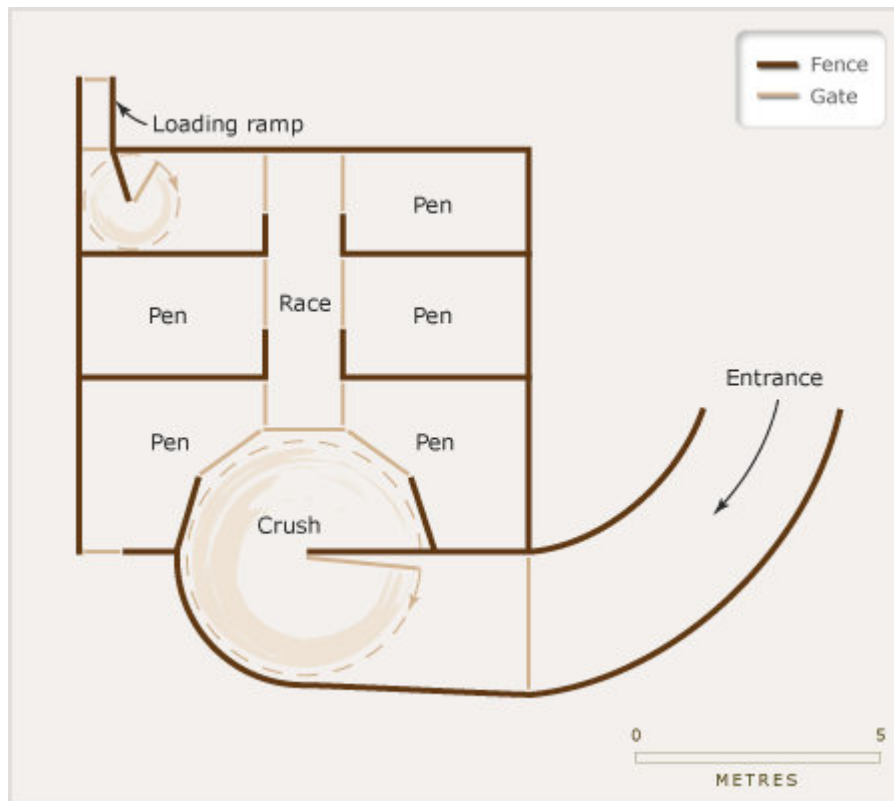 Fence
Gate
Loading ramp
Pen
Pen
Race
Pen
Entrance
Pen
Pen
Crush
0 5
METRES